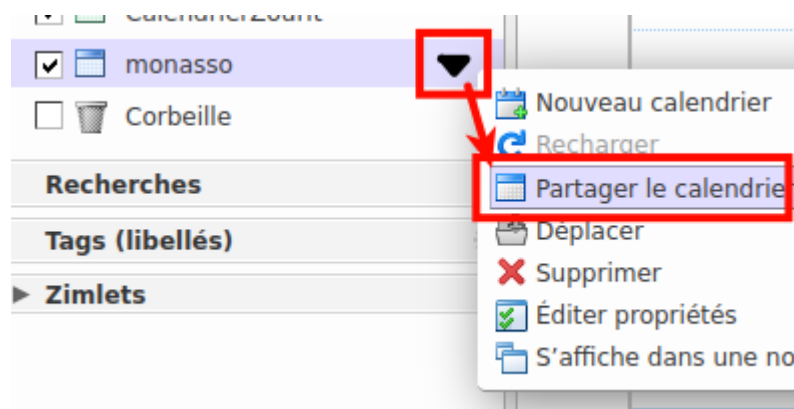 CalendrierZount
monasso
Corbeille
Recherches
Tags (libellés)
Zimlets
Nouveau calendrier
Recharger
Partager le calendrie
Déplacer
Supprimer
Éditer propriétés
S'affiche dans une no